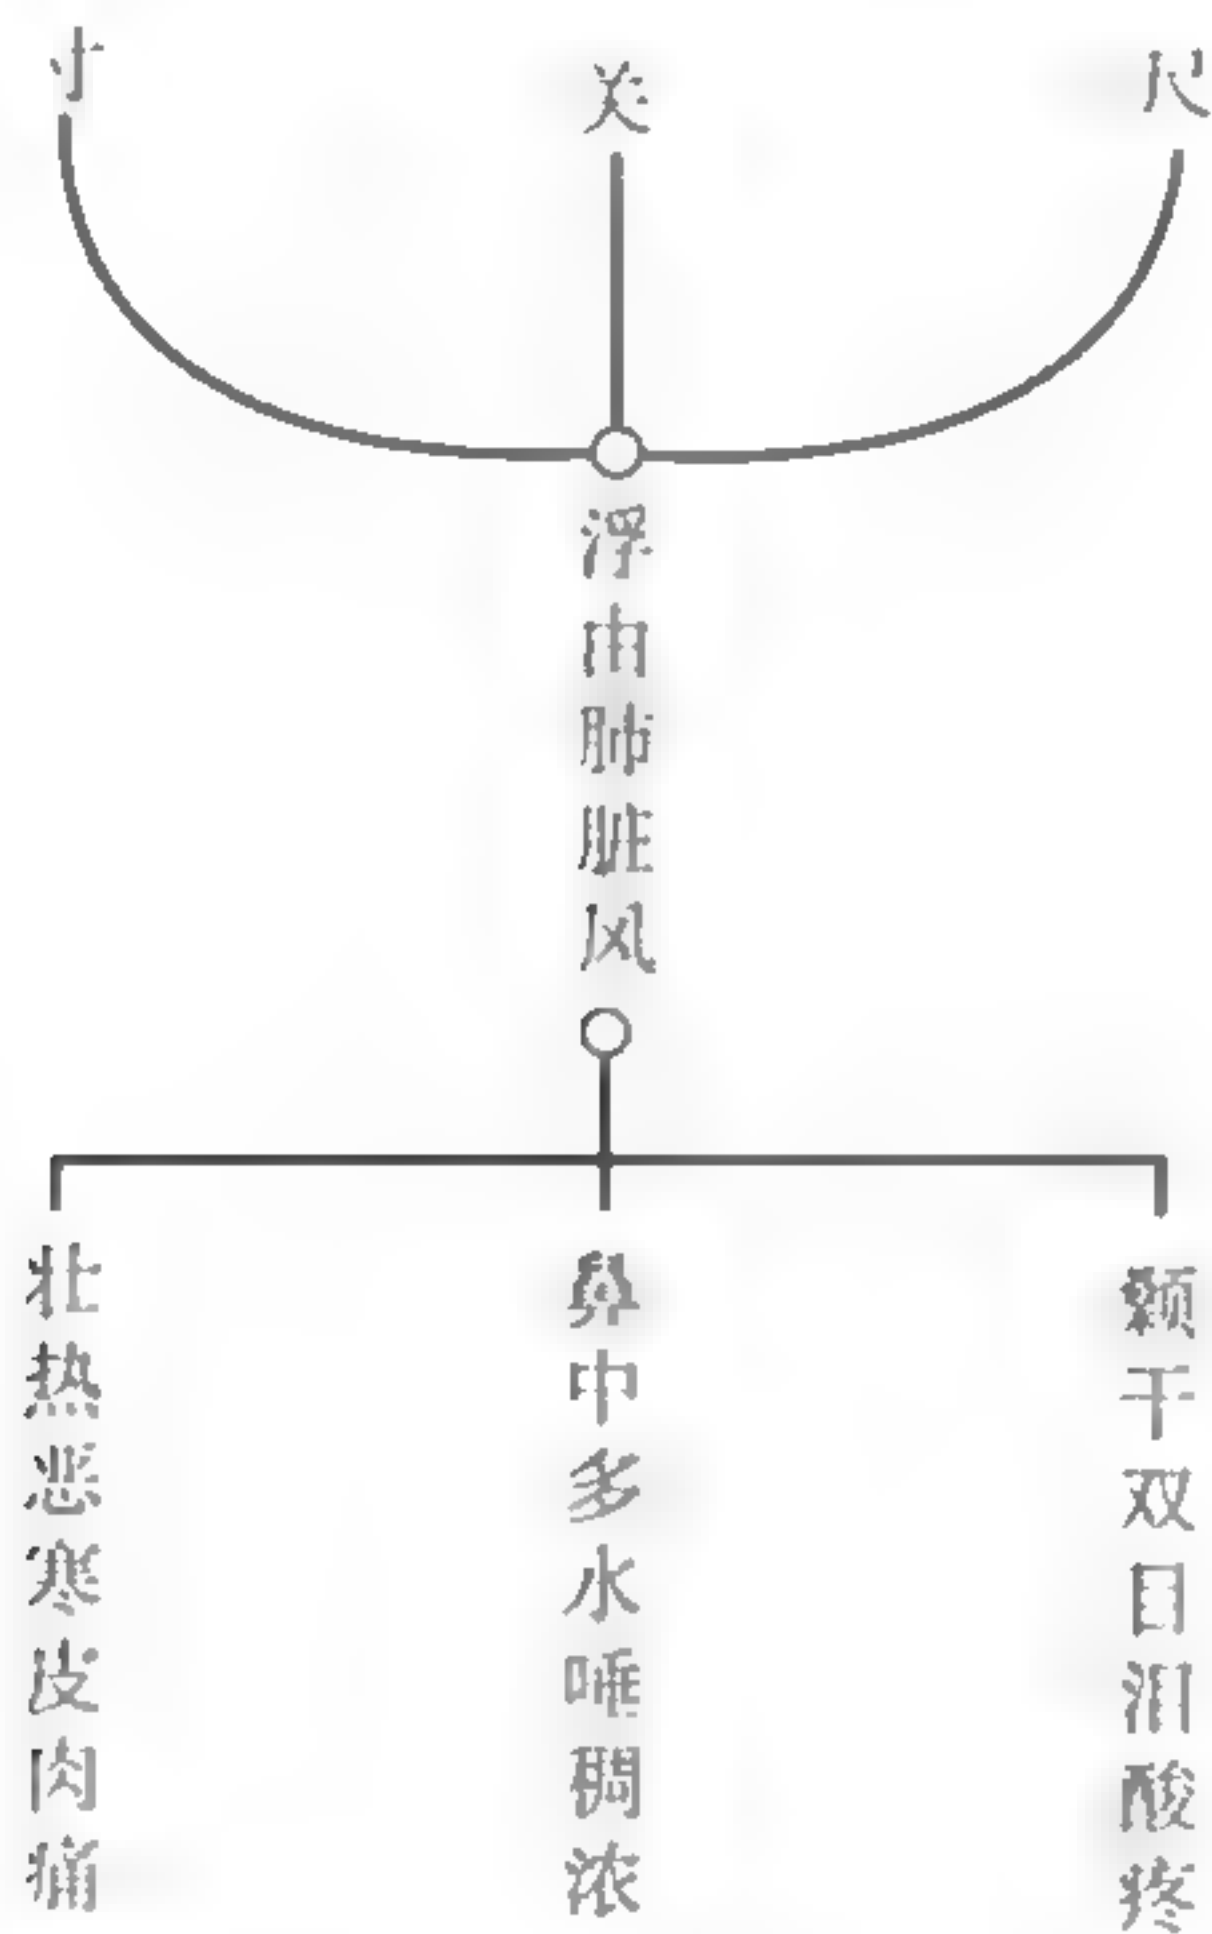 寸
关
尺
浮由肺脏风
壮热恶寒皮肉痛
鼻中多水唾稠浓
颗干双目泪酸疼